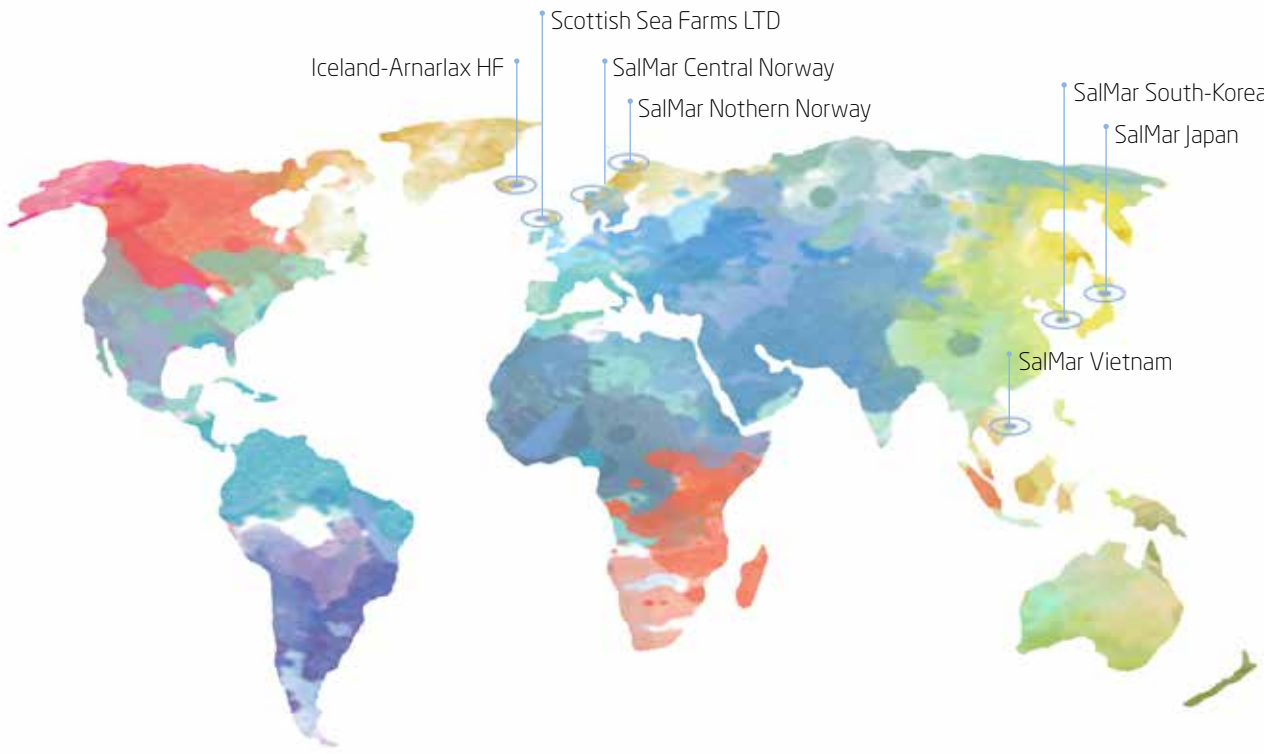 Scottish Sea Farms LTD
Iceland-Arnarlax HF
SalMar Central Norway
SalMar Nothern Norway
SalMar South-Korea
SalMar Japan
SalMar Vietnam